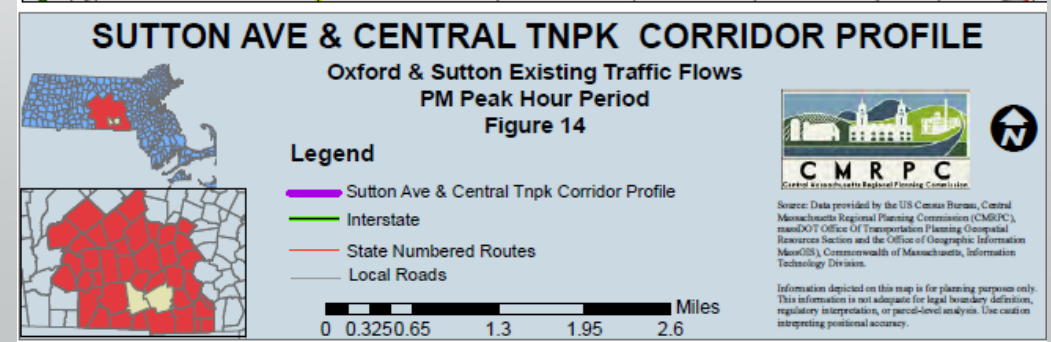 SUTTON AVE & CENTRAL TNPK CORRIDOR PROFILE
Oxford & Sutton Existing Traffic Flows
PM Peak Hour Period
Figure 14
Legend
Sutton Ave & Central Tnpk Corridor Profile
Interstate
State Numbered Routes
Local Roads
Miles
0 0.325 0.65 1.3 1.95 2.6
C M R P C
Central Massachusetts Regional Planning Commission
N
Source: Data provided by the US Census Bureau, Central
Massachusetts Regional Planning Commission (CMRPC),
massDOT Office Of Transportation Planning Geospatial
Resources Section and the Office of Geographic Information
MassGIS), Commonwealth of Massachusetts, Information
Technology Division.
Information depicted on this map is for planning purposes only.
This information is not adequate for legal boundary definition,
regulatory interpretation, or parcel-level analysis. Use caution
intrepreting positional accuracy.